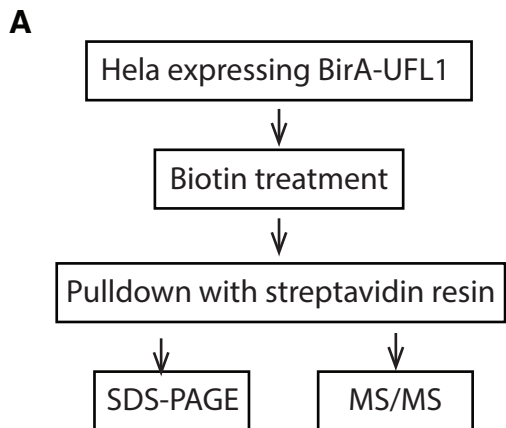 A
Hela expressing BirA-UFL1
Biotin treatment
Pulldown with streptavidin resin
SDS-PAGE
MS/MS